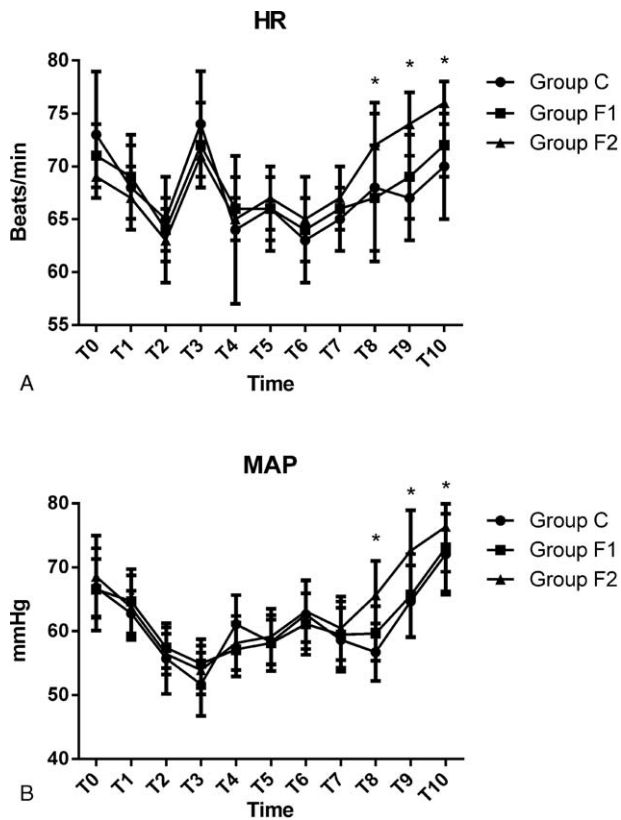 HR
80
75
70
65
60
55
Beats/min
* * *
Group C
Group F1
Group F2
T0 T1 T2 T3 T4 T5 T6 T7 T8 T9 T10
Time
A
MAP
80
70
60
50
40
mmHg
* * *
Group C
Group F1
Group F2
T0 T1 T2 T3 T4 T5 T6 T7 T8 T9 T10
Time
B